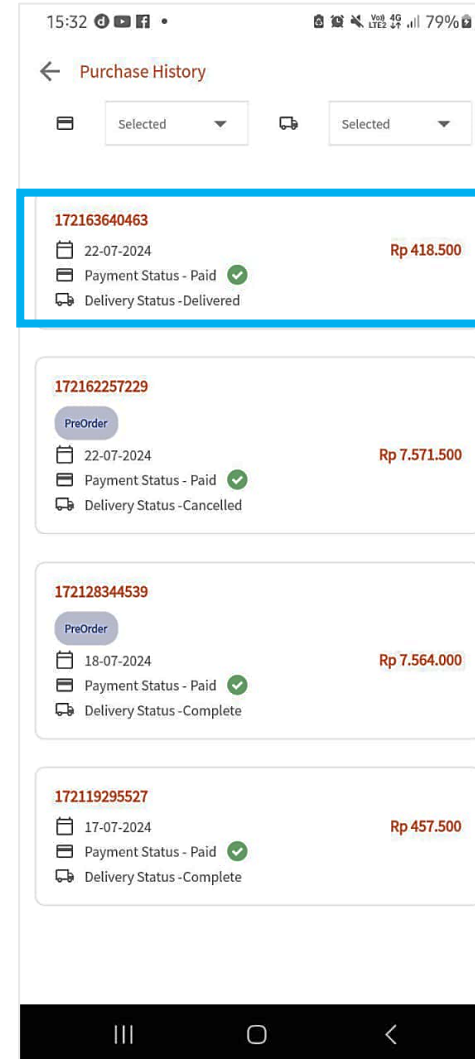 15:32
Vo)) 4G
LTE2
79%
Purchase History
Selected
Selected
172163640463
22-07-2024
Rp 418.500
Payment Status - Paid
Delivery Status -Delivered
172162257229
PreOrder
22-07-2024
Rp 7.571.500
Payment Status - Paid
Delivery Status -Cancelled
172128344539
PreOrder
18-07-2024
Rp 7.564.000
Payment Status - Paid
Delivery Status -Complete
172119295527
17-07-2024
Rp 457.500
Payment Status - Paid
Delivery Status -Complete